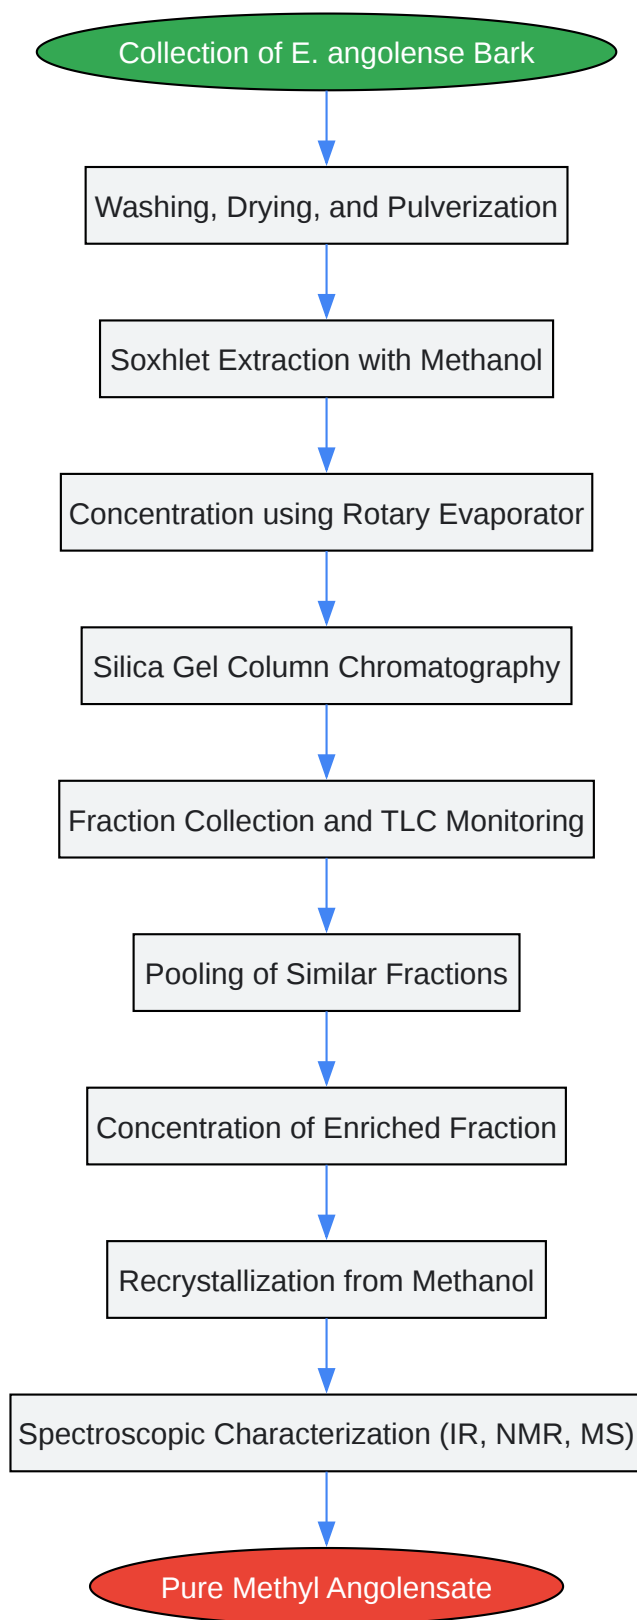 Collection of E. angolense Bark
Washing, Drying, and Pulverization
Soxhlet Extraction with Methanol
Concentration using Rotary Evaporator
Silica Gel Column Chromatography
Fraction Collection and TLC Monitoring
Pooling of Similar Fractions
Concentration of Enriched Fraction
Recrystallization from Methanol
Spectroscopic Characterization (IR, NMR, MS)
Pure Methyl Angolensate